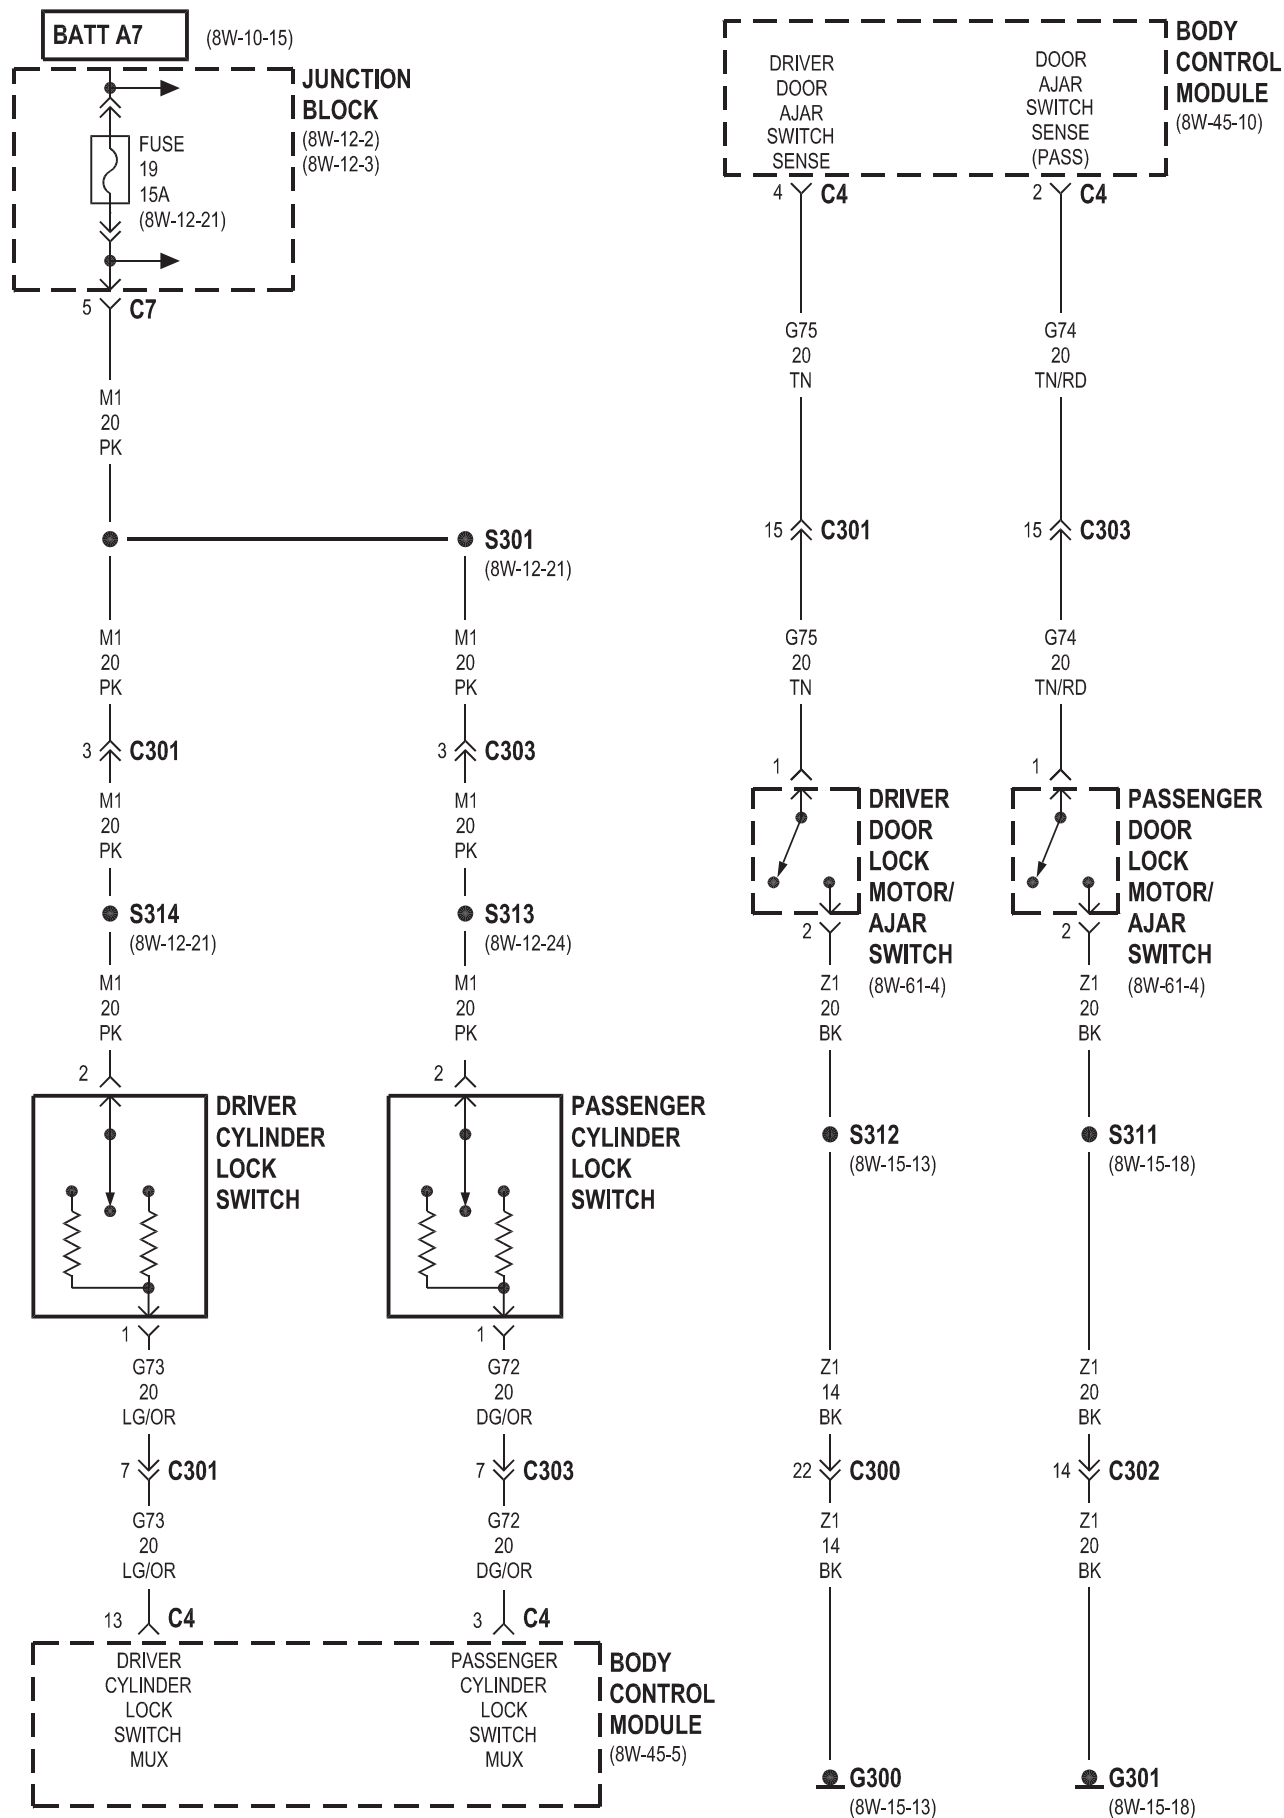 BATT A7
(8W-10-15)
JUNCTION
BLOCK
(8W-12-2)
(8W-12-3)
FUSE
19
15A
(8W-12-21)
5
C7
M1
20
PK
S301
(8W-12-21)
M1
20
PK
M1
20
PK
3
C301
3
C303
M1
20
PK
M1
20
PK
S314
(8W-12-21)
S313
(8W-12-24)
M1
20
PK
M1
20
PK
2
2
DRIVER
CYLINDER
LOCK
SWITCH
PASSENGER
CYLINDER
LOCK
SWITCH
1
1
G73
20
LG/OR
G72
20
DG/OR
7
C301
7
C303
G73
20
LG/OR
G72
20
DG/OR
13
C4
3
C4
DRIVER
CYLINDER
LOCK
SWITCH
MUX
PASSENGER
CYLINDER
LOCK
SWITCH
MUX
BODY
CONTROL
MODULE
(8W-45-5)
DRIVER
DOOR
AJAR
SWITCH
SENSE
DOOR
AJAR
SWITCH
SENSE
(PASS)
BODY
CONTROL
MODULE
(8W-45-10)
4
C4
2
C4
G75
20
TN
G74
20
TN/RD
15
C301
15
C303
G75
20
TN
G74
20
TN/RD
1
1
DRIVER
DOOR
LOCK
MOTOR/
AJAR
SWITCH
(8W-61-4)
PASSENGER
DOOR
LOCK
MOTOR/
AJAR
SWITCH
(8W-61-4)
2
2
Z1
20
BK
Z1
20
BK
S312
(8W-15-13)
S311
(8W-15-18)
Z1
14
BK
Z1
20
BK
22
C300
14
C302
Z1
14
BK
Z1
20
BK
G300
(8W-15-13)
G301
(8W-15-18)